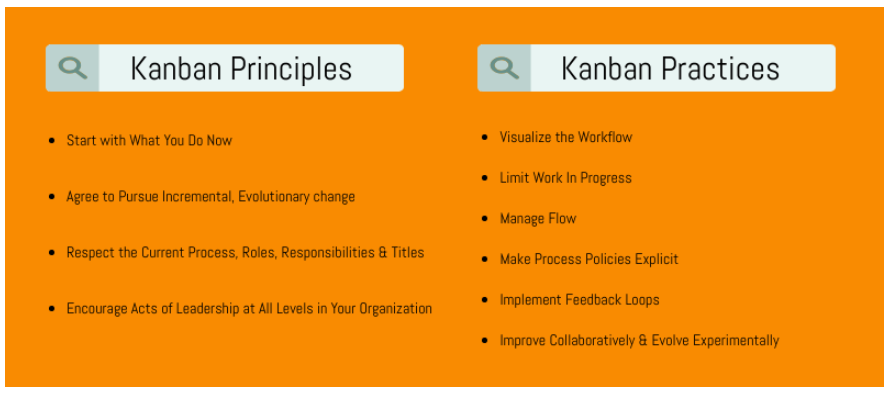 Kanban Principles
Start with What You Do Now
Agree to Pursue Incremental, Evolutionary change
Respect the Current Process, Roles, Responsibilities & Titles
Encourage Acts of Leadership at All Levels in Your Organization
Kanban Practices
Visualize the Workflow
Limit Work In Progress
Manage Flow
Make Process Policies Explicit
Implement Feedback Loops
Improve Collaboratively & Evolve Experimentally